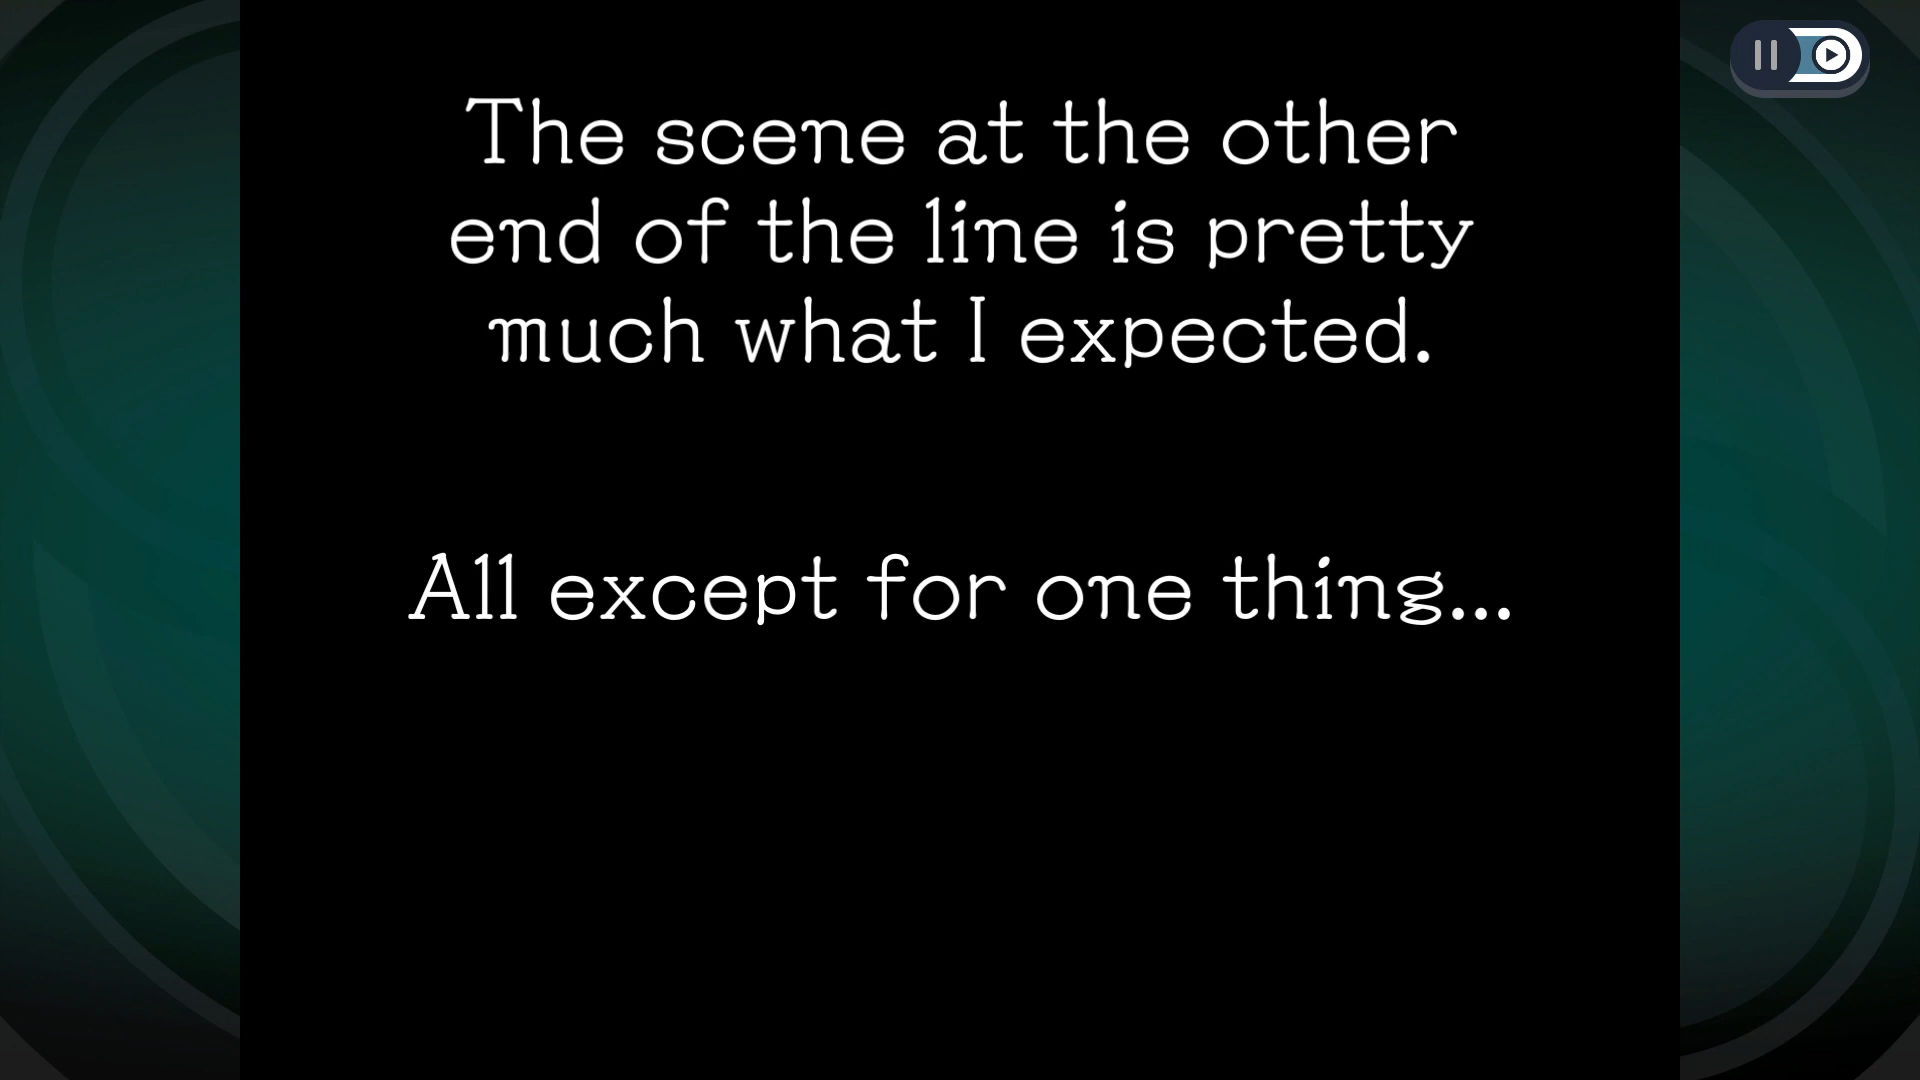 The scene at the other
end of the line is pretty
much what I expected.
All except for one thing...